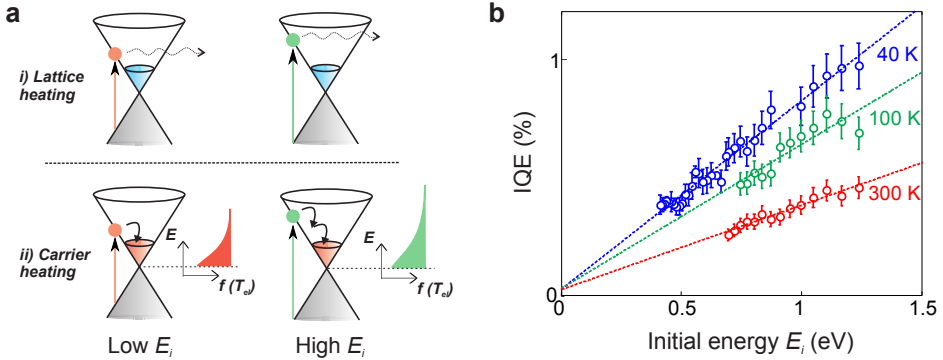 a
i) Lattice
heating
ii) Carrier
heating
E
f (Tel)
E
f (Tel)
Low Ei
High Ei
b
IQE (%)
1
0
0
0.5
1
1.5
40 K
100 K
300 K
Initial energy Ei (eV)